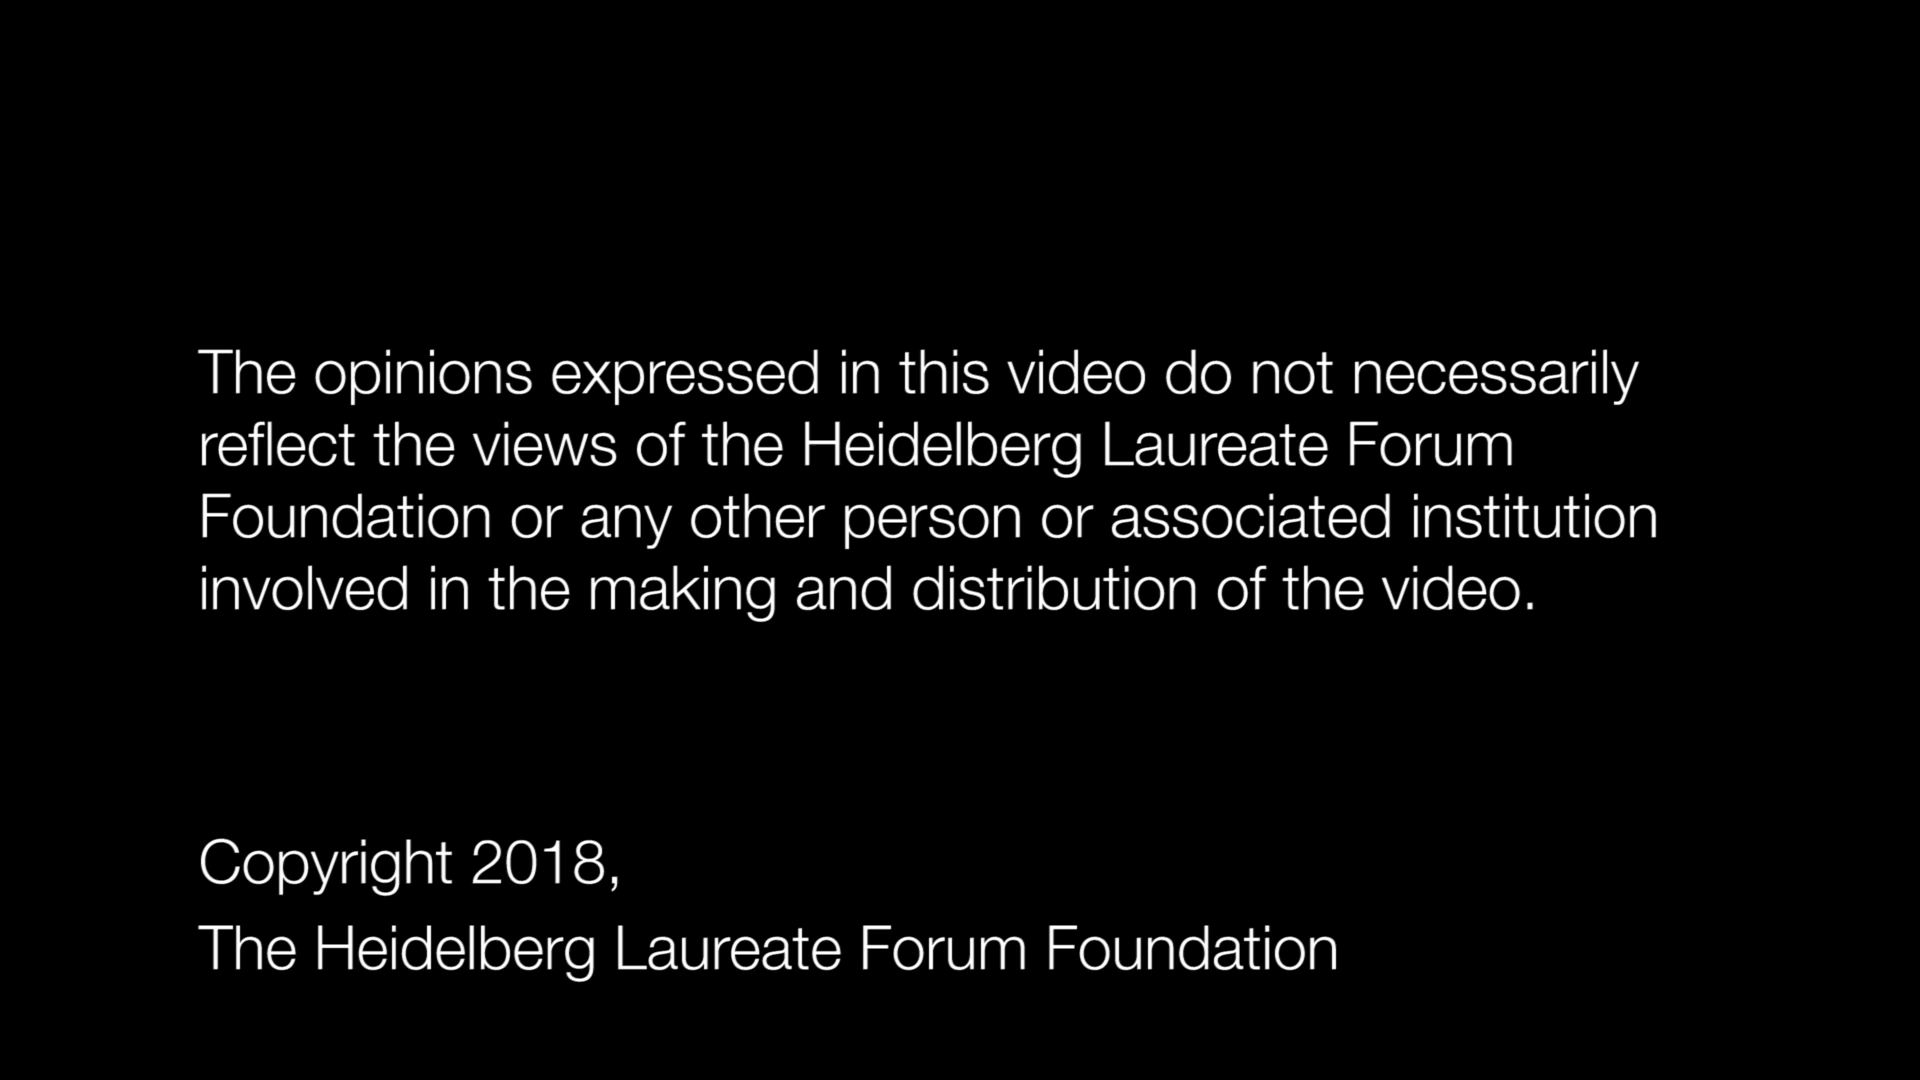 The opinions expressed in this video do not necessarily
reflect the views of the Heidelberg Laureate Forum
Foundation or any other person or associated institution
involved in the making and distribution of the video.
Copyright 2018,
The Heidelberg Laureate Forum Foundation